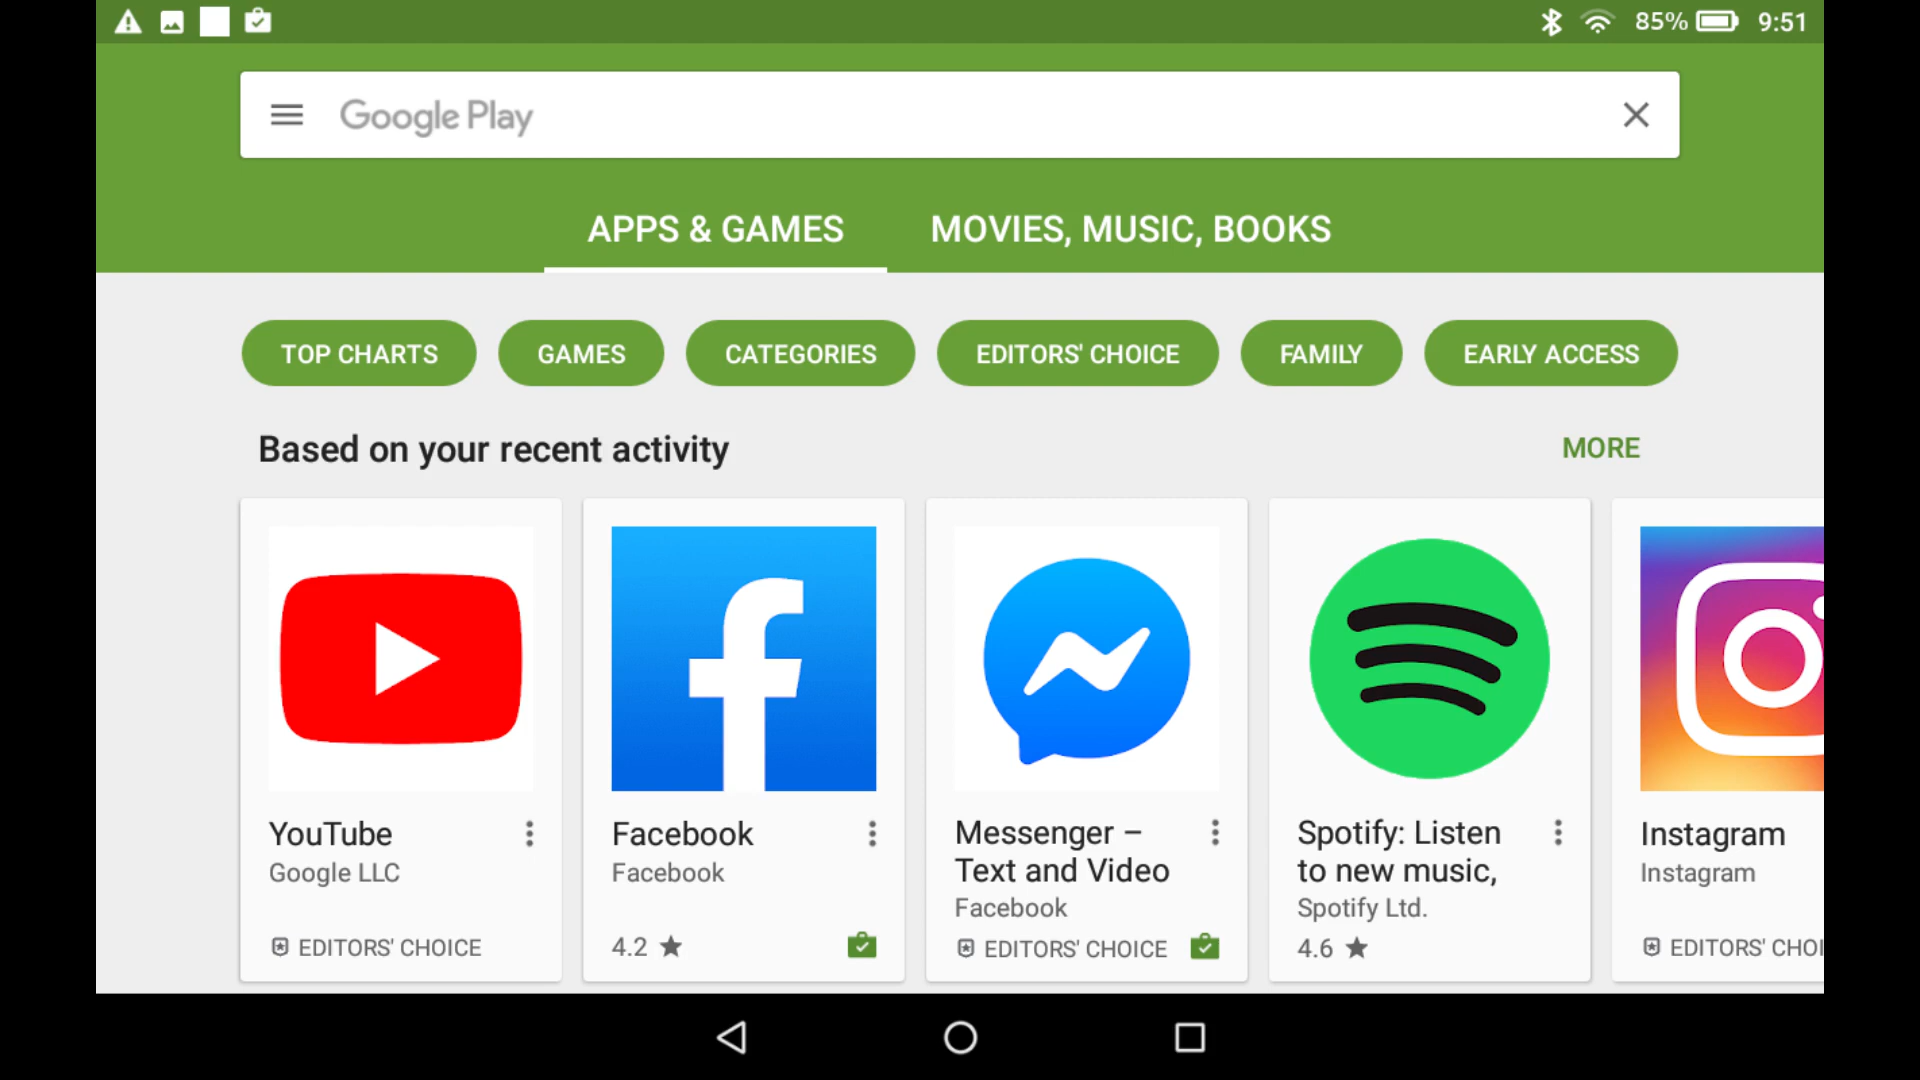 85% 9:51
Google Play
APPS & GAMES MOVIES, MUSIC, BOOKS
TOP CHARTS GAMES CATEGORIES EDITORS' CHOICE FAMILY EARLY ACCESS
Based on your recent activity MORE
YouTube
Google LLC
EDITORS' CHOICE
Facebook
Facebook
4.2
Messenger –
Text and Video
Facebook
EDITORS' CHOICE
Spotify: Listen
to new music,
Spotify Ltd.
4.6
Instagram
Instagram
EDITORS' CHOI